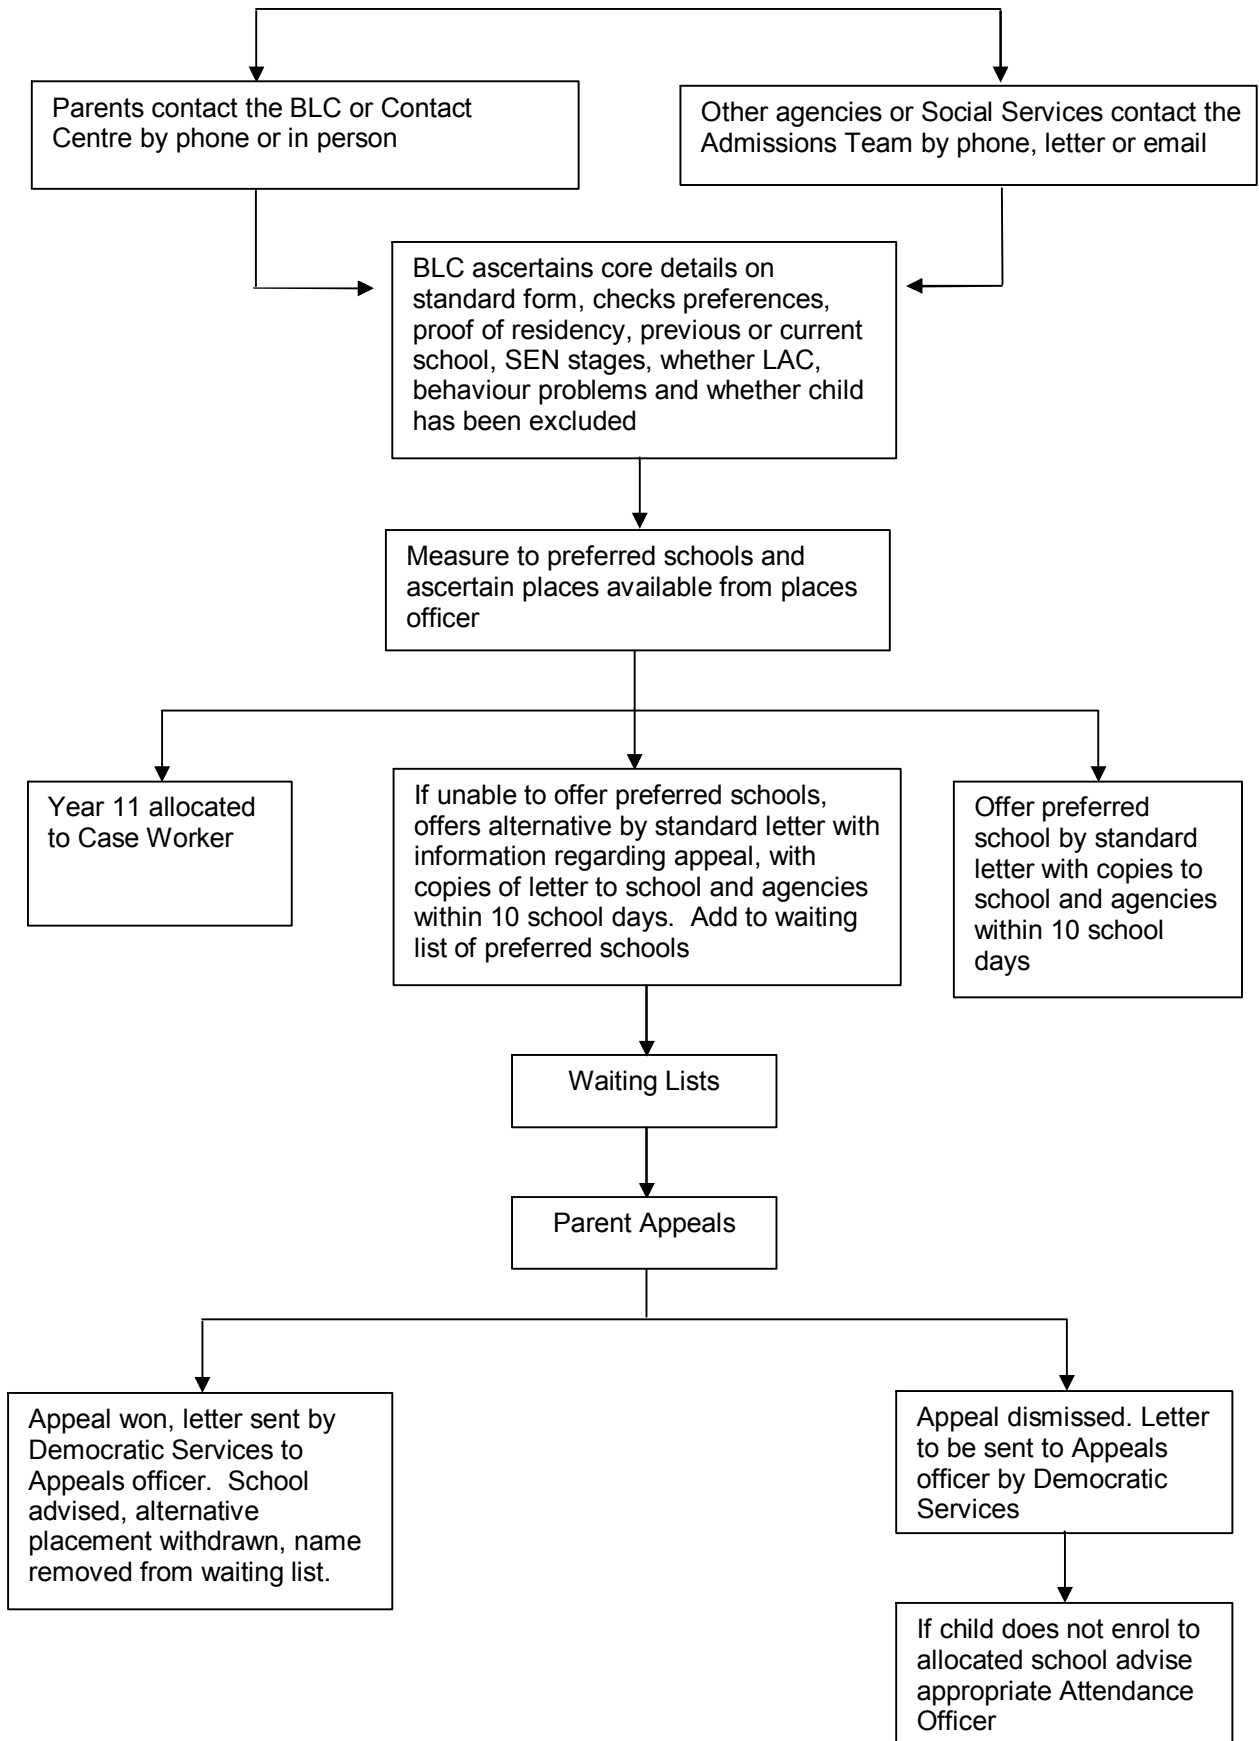 Parents contact the BLC or Contact
Centre by phone or in person
Other agencies or Social Services contact the
Admissions Team by phone, letter or email
BLC ascertains core details on
standard form, checks preferences,
proof of residency, previous or current
school, SEN stages, whether LAC,
behaviour problems and whether child
has been excluded
Measure to preferred schools and
ascertain places available from places
officer
Year 11 allocated
to Case Worker
If unable to offer preferred schools,
offers alternative by standard letter with
information regarding appeal, with
copies of letter to school and agencies
within 10 school days.  Add to waiting
list of preferred schools
Offer preferred
school by standard
letter with copies to
school and agencies
within 10 school
days
Waiting Lists
Parent Appeals
Appeal won, letter sent by
Democratic Services to
Appeals officer.  School
advised, alternative
placement withdrawn, name
removed from waiting list.
Appeal dismissed. Letter
to be sent to Appeals
officer by Democratic
Services
If child does not enrol to
allocated school advise
appropriate Attendance
Officer